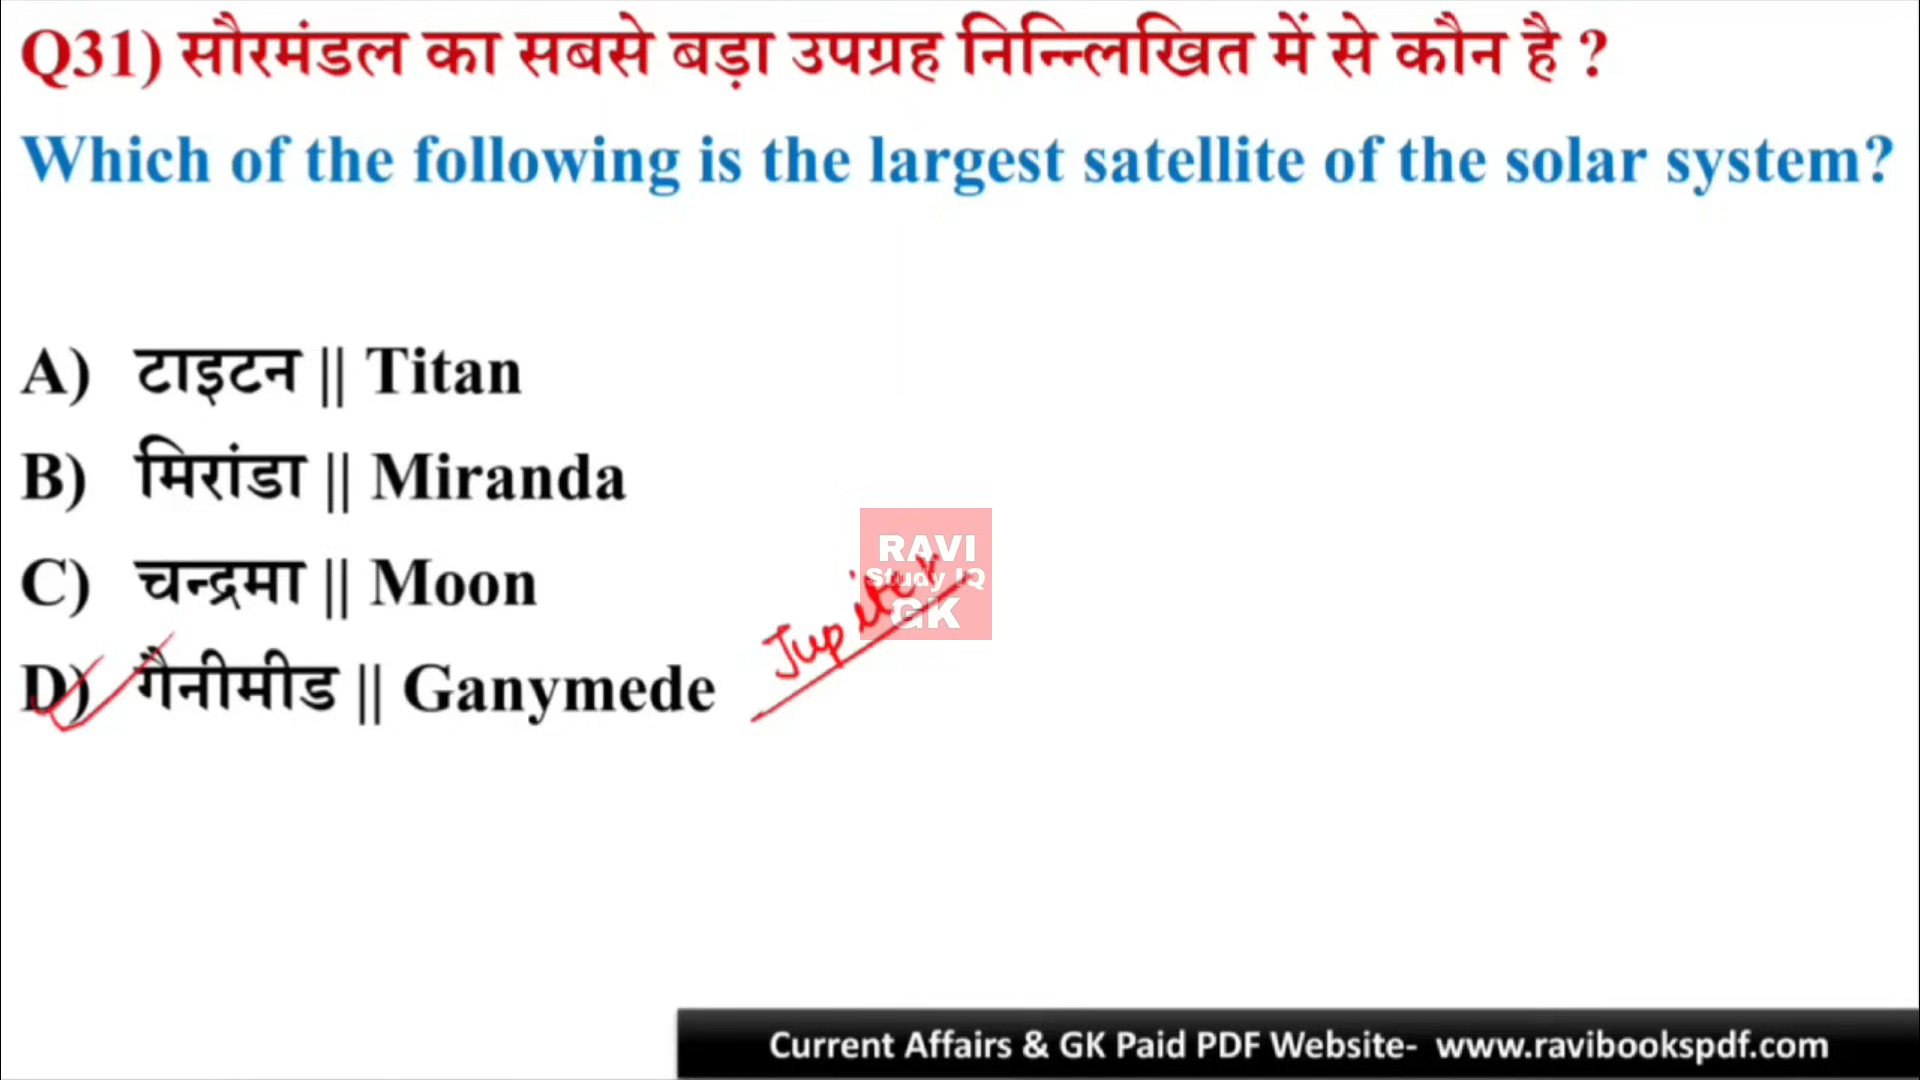 Q31) सौरमंडल का सबसे बड़ा उपग्रह निन्लिखित में से कौन है ?
Which of the following is the largest satellite of the solar system?
A) टाइटन || Titan
B) मिरांडा || Miranda
C) चन्द्रमा || Moon
D) गैनीमीड || Ganymede
Jupiter
RAVI
Study IQ
GK
Current Affairs & GK Paid PDF Website- www.ravibookspdf.com